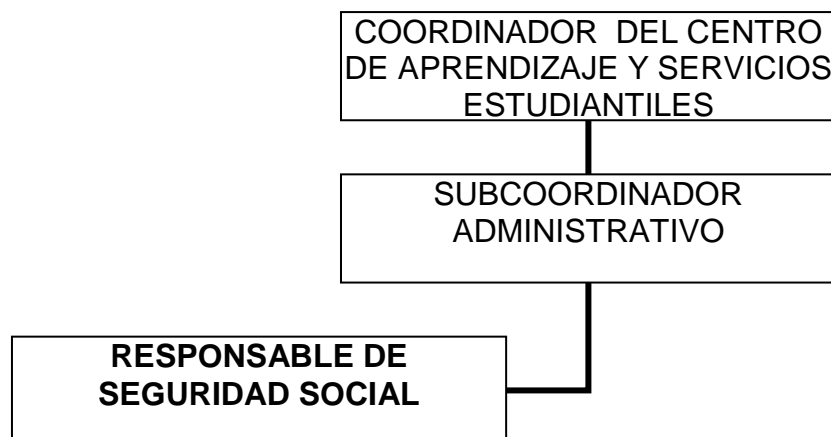 COORDINADOR DEL CENTRO
DE APRENDIZAJE Y SERVICIOS
ESTUDIANTILES
SUBCOORDINADOR
ADMINISTRATIVO
RESPONSABLE DE
SEGURIDAD SOCIAL